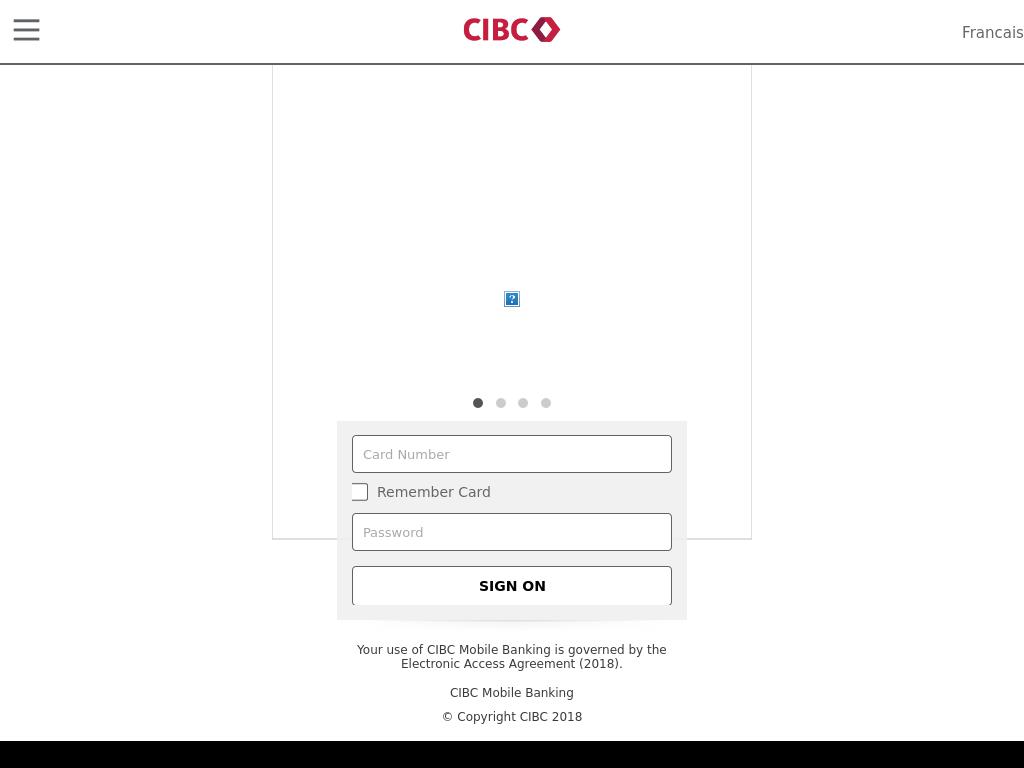 CIBC
Francais
Card Number
Remember Card
Password
SIGN ON
Your use of CIBC Mobile Banking is governed by the
Electronic Access Agreement (2018).
CIBC Mobile Banking
© Copyright CIBC 2018